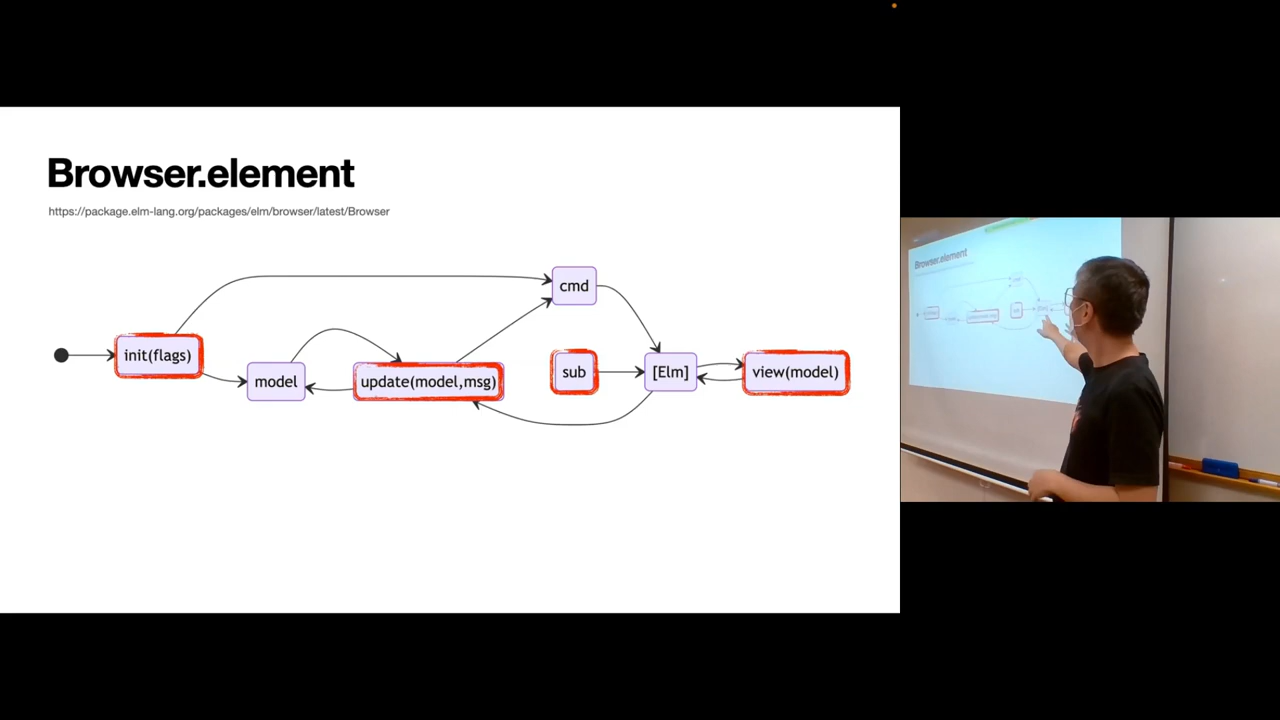 Browser.element
https://package.elm-lang.org/packages/elm/browser/latest/Browser
cmd
init(flags)
model
update(model,msg)
sub
[Elm]
view(model)
Browser.element